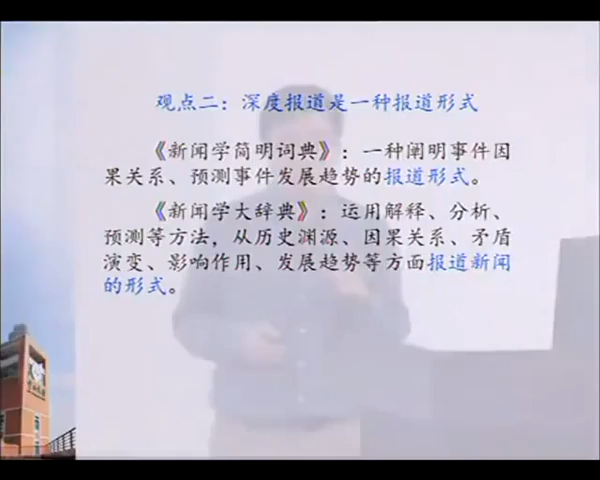 观点二：深度报道是一种报道形式
《新闻学简明词典》：一种阐明事件因
果关系、预测事件发展趋势的报道形式。
《新闻学大辞典》：运用解释、分析、
预测等方法，从历史渊源、因果关系、矛盾
演变、影响作用、发展趋势等方面报道新闻
的形式。